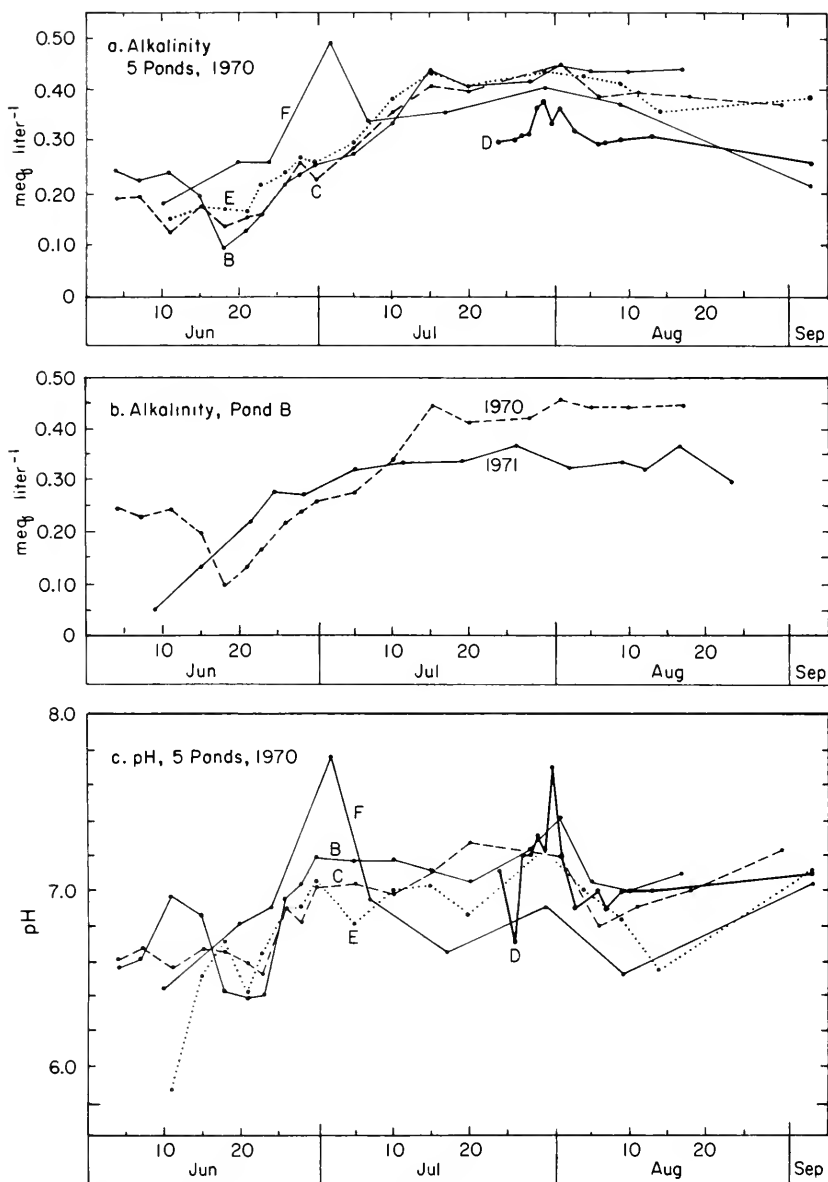 a. Alkalinity
5 Ponds, 1970
0.50
0.40
0.30
0.20
0.10
0
meq liter⁻¹
F
E
C
B
D
10 20 10 20 10 20
Jun Jul Aug Sep
b. Alkalinity, Pond B
0.50
0.40
0.30
0.20
0.10
0
meq liter⁻¹
1970
1971
10 20 10 20 10 20
Jun Jul Aug Sep
c. pH, 5 Ponds, 1970
8.0
7.0
6.0
pH
F
B
C
E
D
10 20 10 20 10 20
Jun Jul Aug Sep